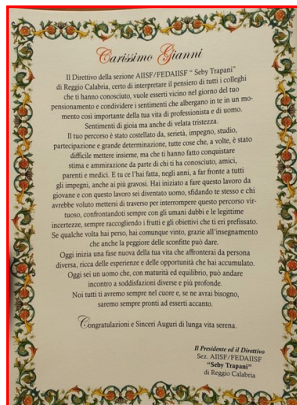 Carissimo Gianni
Il Direttivo della sezione AIISF/FEDAIISF " Seby Trapani"
di Reggio Calabria, certo di interpretare il pensiero di tutti i colleghi
che ti hanno conosciuto, vuole esserti vicino nel giorno del tuo
pensionamento e condividere i sentimenti che albergano in te in un mo-
mento così importante della tua vita di professionista e di uomo.
Sentimenti di gioia ma anche di velata tristezza.
Il tuo percorso è stato costellato da, serietà, impegno, studio,
partecipazione e grande determinazione, tutte cose che, a volte, è stato
difficile mettere insieme, ma che ti hanno fatto conquistare
stima e ammirazione da parte di chi ti ha conosciuto, amici,
parenti e medici. E tu ce l'hai fatta, negli anni, a far fronte a tutti
gli impegni, anche ai più gravosi. Hai iniziato a fare questo lavoro da
giovane e con questo lavoro sei diventato uomo, sfidando te stesso e chi
avrebbe voluto metterti di traverso per interrompere questo percorso vir-
tuoso, confrontandoti sempre con gli umani dubbi e le legittime
incertezze, sempre raccogliendo i frutti e gli obiettivi che ti eri prefissato.
Se qualche volta hai perso, hai comunque vinto, grazie all'insegnamento
che anche la peggiore delle sconfitte può dare.
Oggi inizia una fase nuova della tua vita che affronterai da persona
diversa, ricca delle esperienze e delle opportunità che hai accumulato.
Oggi sei un uomo che, con maturità ed equilibrio, può andare
incontro a soddisfazioni diverse e più profonde.
Noi tutti ti avremo sempre nel cuore e, se ne avrai bisogno,
saremo sempre pronti ad esserti accanto.
Congratulazioni e Sinceri Auguri di lunga vita serena.
Il Presidente ed il Direttivo
Sez. AIISF/FEDAIISF
"Seby Trapani"
di Reggio Calabria